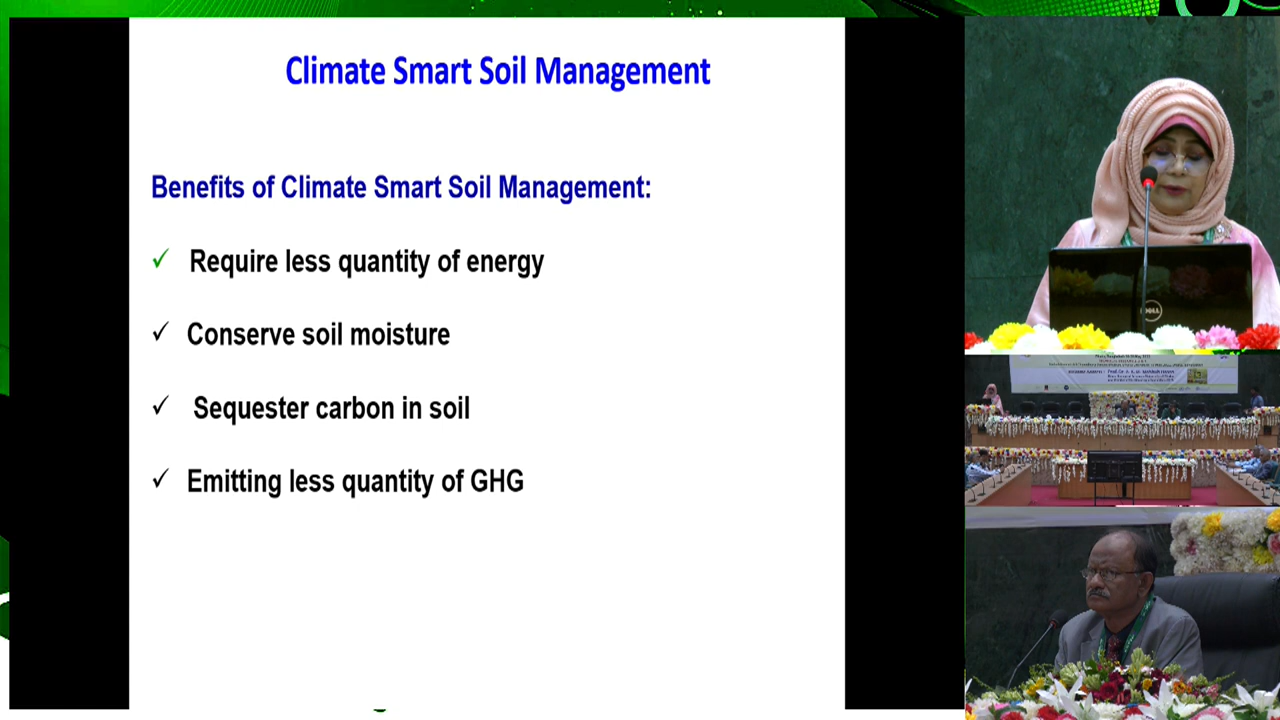 Climate Smart Soil Management
Benefits of Climate Smart Soil Management:
✓ Require less quantity of energy
✓ Conserve soil moisture
✓ Sequester carbon in soil
✓ Emitting less quantity of GHG
DELL